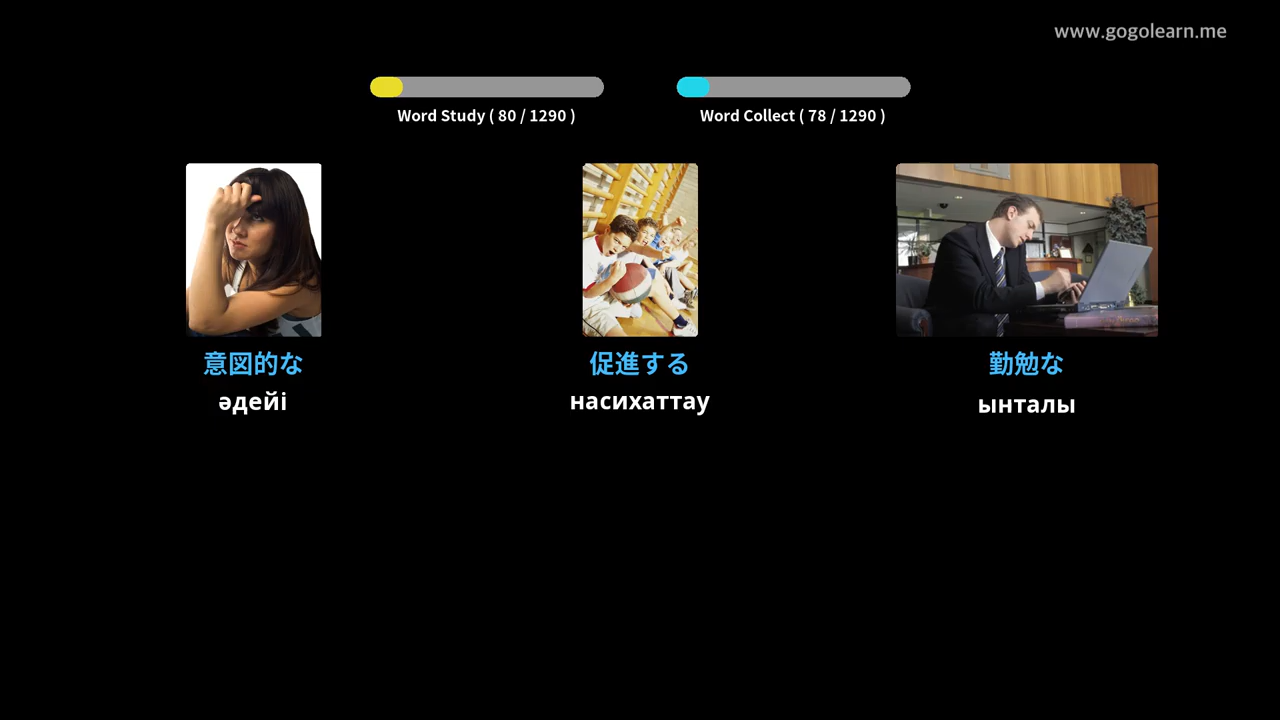 www.gogolearn.me
Word Study ( 80 / 1290 )
Word Collect ( 78 / 1290 )
意図的な
әдейі
促進する
насихаттау
勤勉な
ынталы